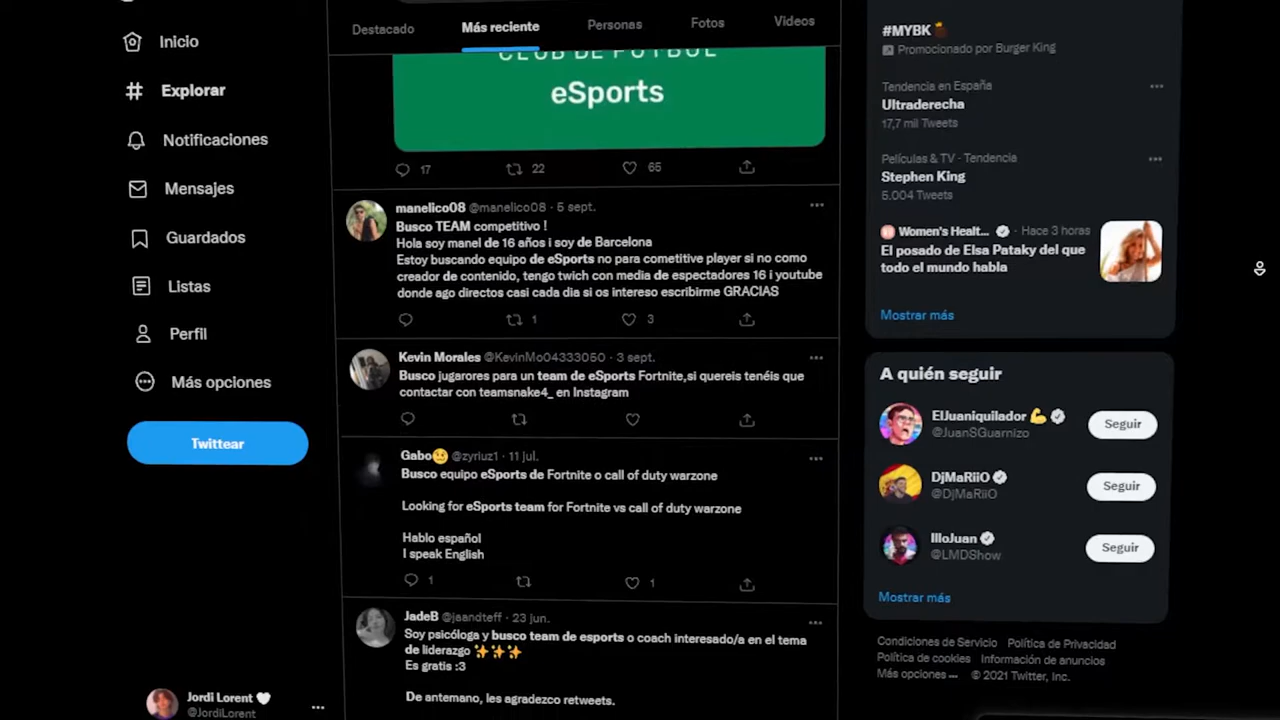 Inicio
Explorar
Notificaciones
Mensajes
Guardados
Listas
Perfil
Más opciones
Twittear
Jordi Lorent 🤍
@JordiLorent
Destacado
Más reciente
Personas
Fotos
Videos
CLUB DE FÚTBOL
eSports
17
22
65
manelico08 @manelico08 · 5 sept.
Busco TEAM competitivo !
Hola soy manel de 16 años i soy de Barcelona
Estoy buscando equipo de eSports no para cometitive player si no como
creador de contenido, tengo twich con media de espectadores 16 i youtube
donde ago directos casi cada dia si os intereso escribirme GRACIAS
1
3
Kevin Morales @KevinMo04333050 · 3 sept.
Busco jugarores para un team de eSports Fortnite,si quereis tenéis que
contactar con teamsnake4_ en Instagram
Gabo🤨 @zyriuz1 · 11 jul.
Busco equipo eSports de Fortnite o call of duty warzone
Looking for eSports team for Fortnite vs call of duty warzone
Hablo español
I speak English
1
1
JadeB @jaandteff · 23 jun.
Soy psicóloga y busco team de esports o coach interesado/a en el tema
de liderazgo ✨✨✨
Es gratis :3
De antemano, les agradezco retweets.
#MYBK
Promocionado por Burger King
Tendencia en España
Ultraderecha
17,7 mil Tweets
Películas & TV · Tendencia
Stephen King
5.004 Tweets
Women's Healt... · Hace 3 horas
El posado de Elsa Pataky del que
todo el mundo habla
Mostrar más
A quién seguir
ElJuaniquilador 💪
@JuanSGuarnizo
Seguir
DjMaRiiO
@DjMaRiiO
Seguir
IlloJuan
@LMDShow
Seguir
Mostrar más
Condiciones de Servicio Política de Privacidad
Política de cookies Información de anuncios
Más opciones ··· © 2021 Twitter, Inc.